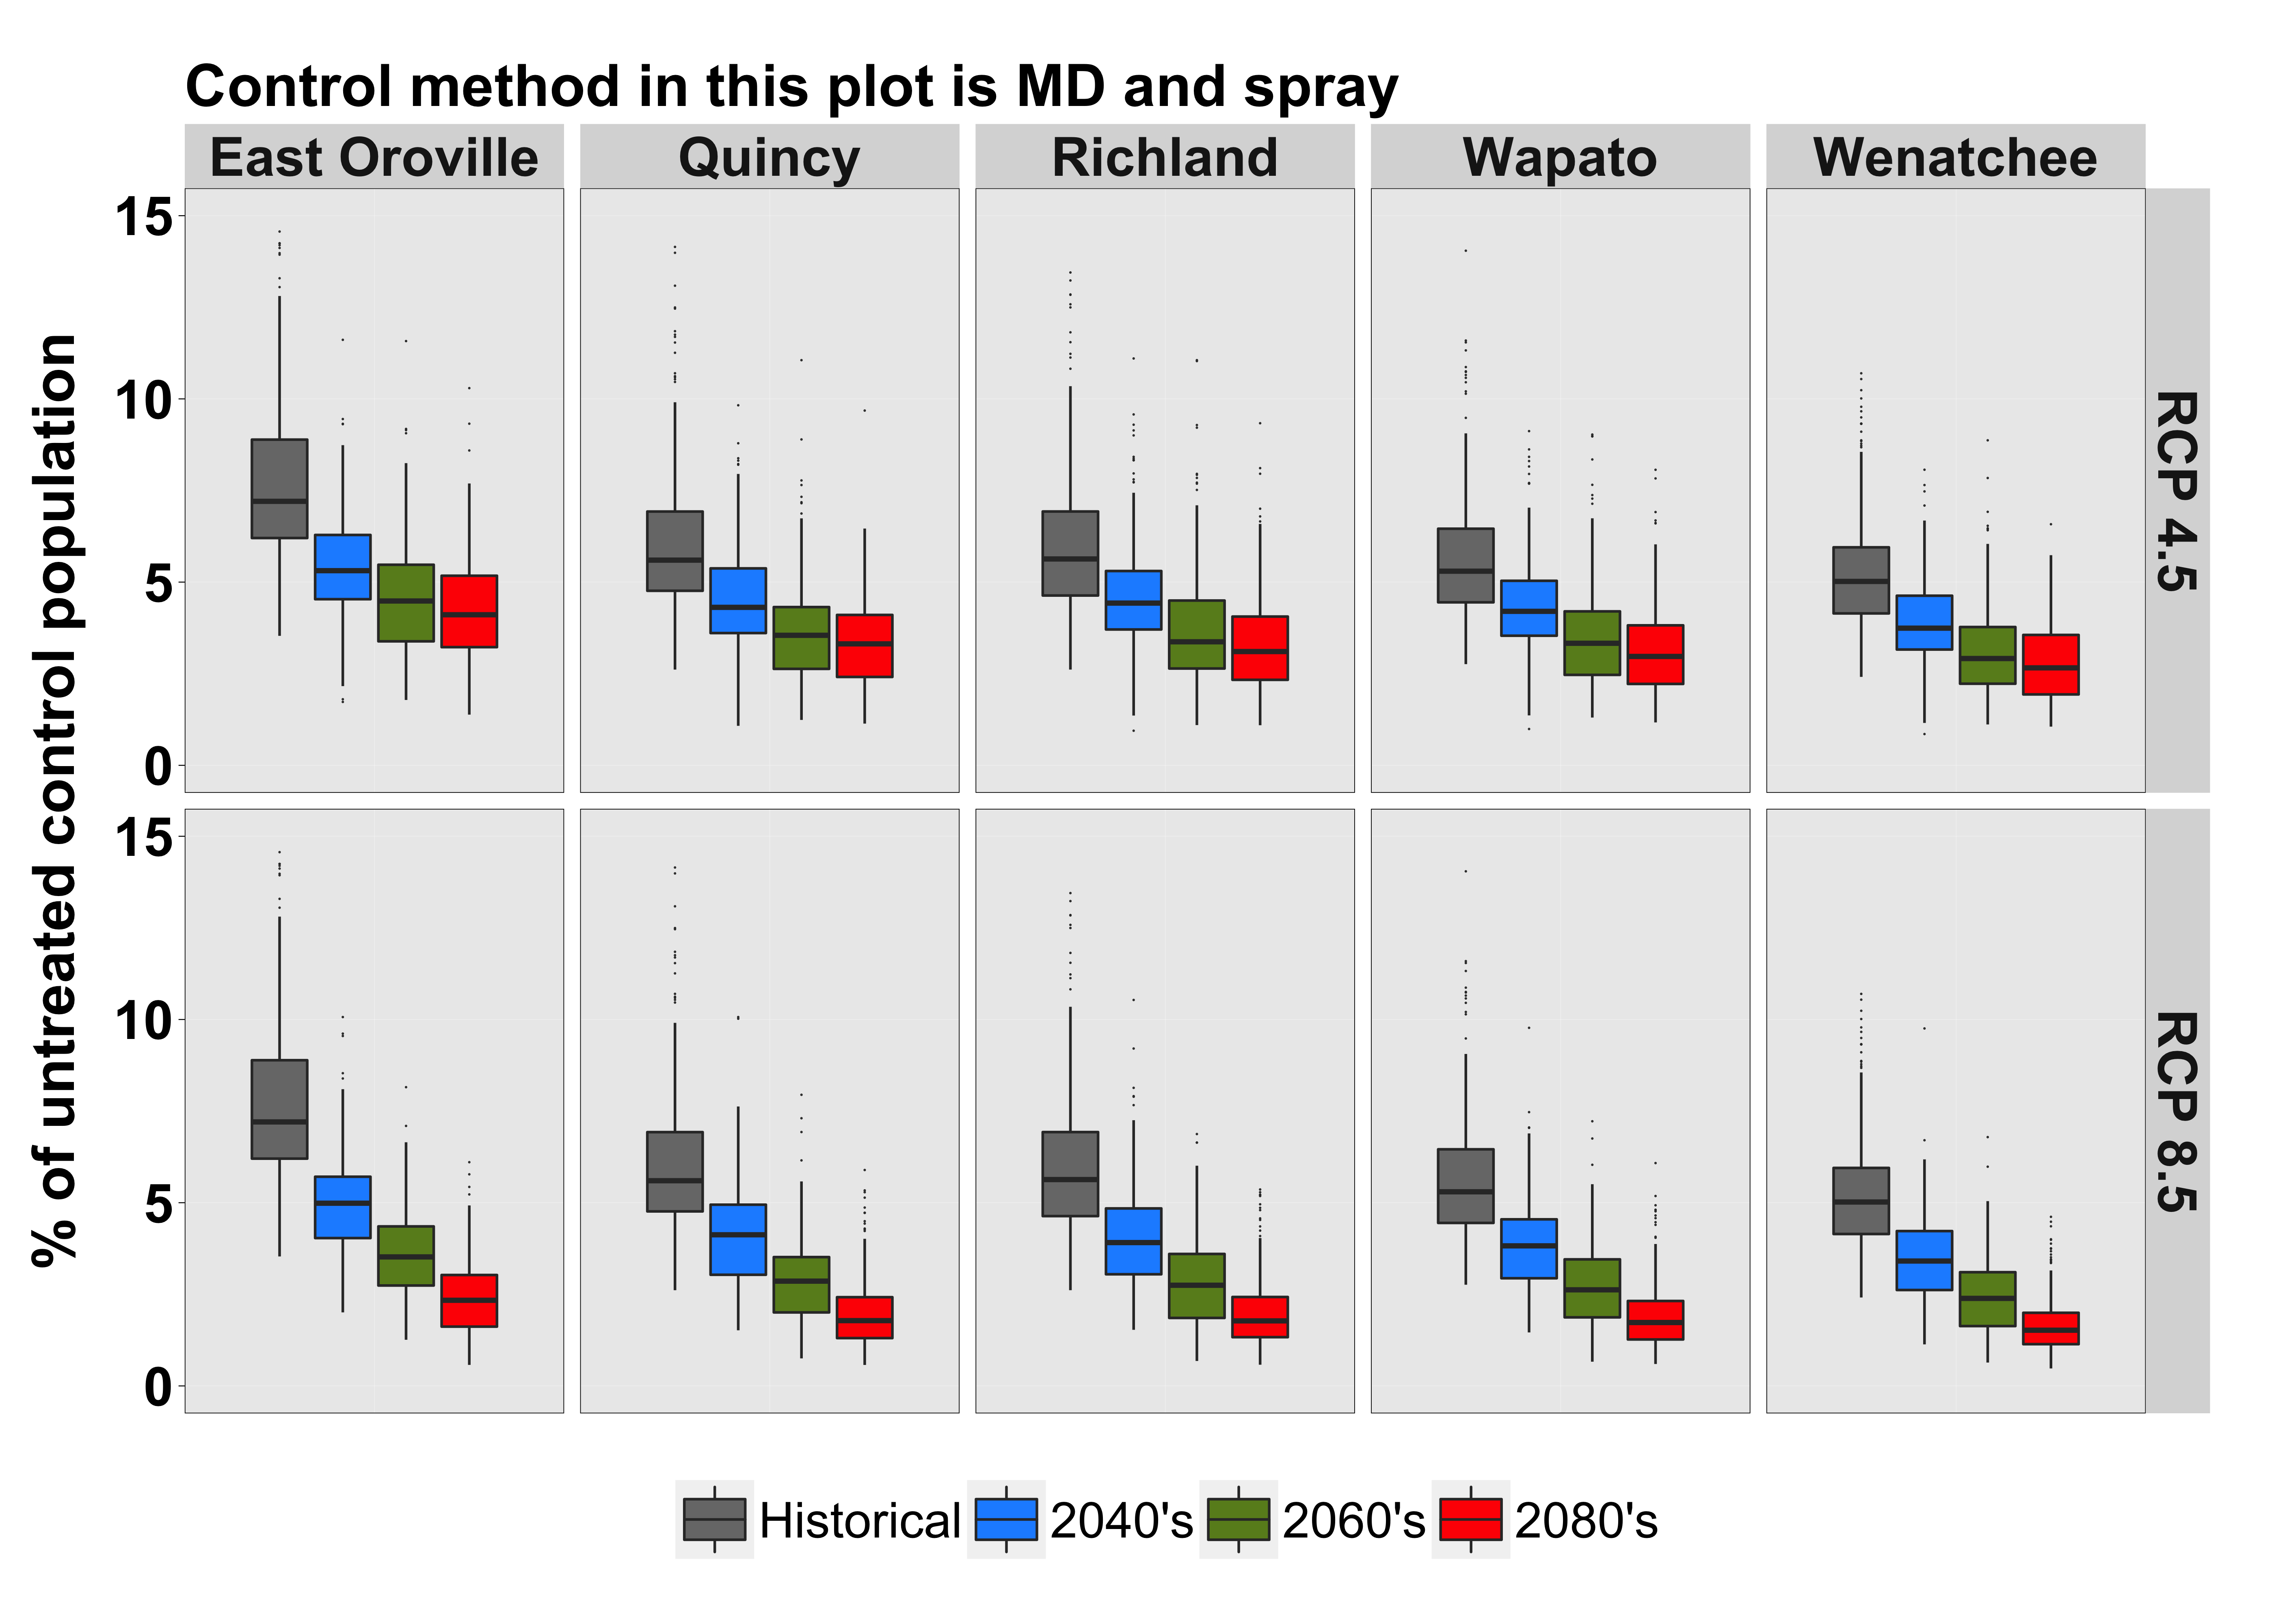 Control method in this plot is MD and spray
East Oroville
Quincy
Richland
Wapato
Wenatchee
% of untreated control population
15
10
5
0
RCP 4.5
15
10
5
0
RCP 8.5
Historical
2040's
2060's
2080's